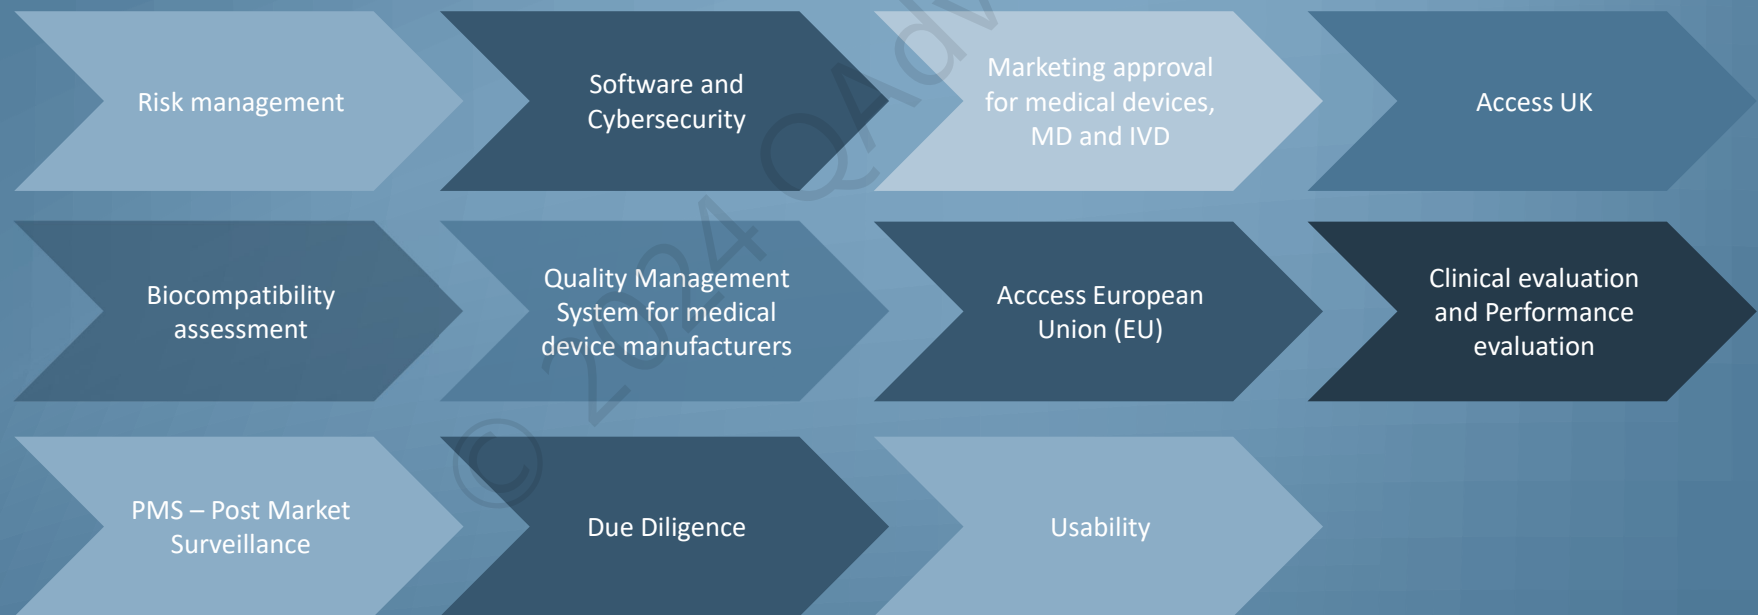 Risk management
Software and
Cybersecurity
Marketing approval
for medical devices,
MD and IVD
Access UK
Biocompatibility
assessment
Quality Management
System for medical
device manufacturers
Acccess European
Union (EU)
Clinical evaluation
and Performance
evaluation
PMS – Post Market
Surveillance
Due Diligence
Usability
© 2024 QAdv